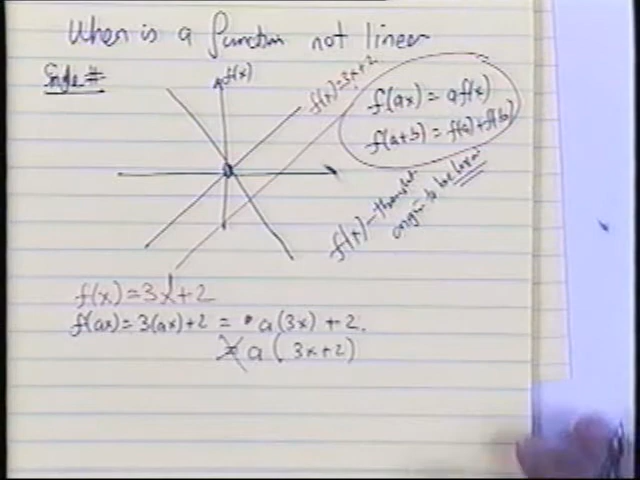 When is a function not linear
Single #
f(x)
f(x)=3x+2
f(ax) = af(x)
f(a+b) = f(a)+f(b)
f(x) - through
origin to be linear
f(x)=3x+2
f(ax)=3(ax)+2 = a(3x)+2.
≠ a(3x+2)